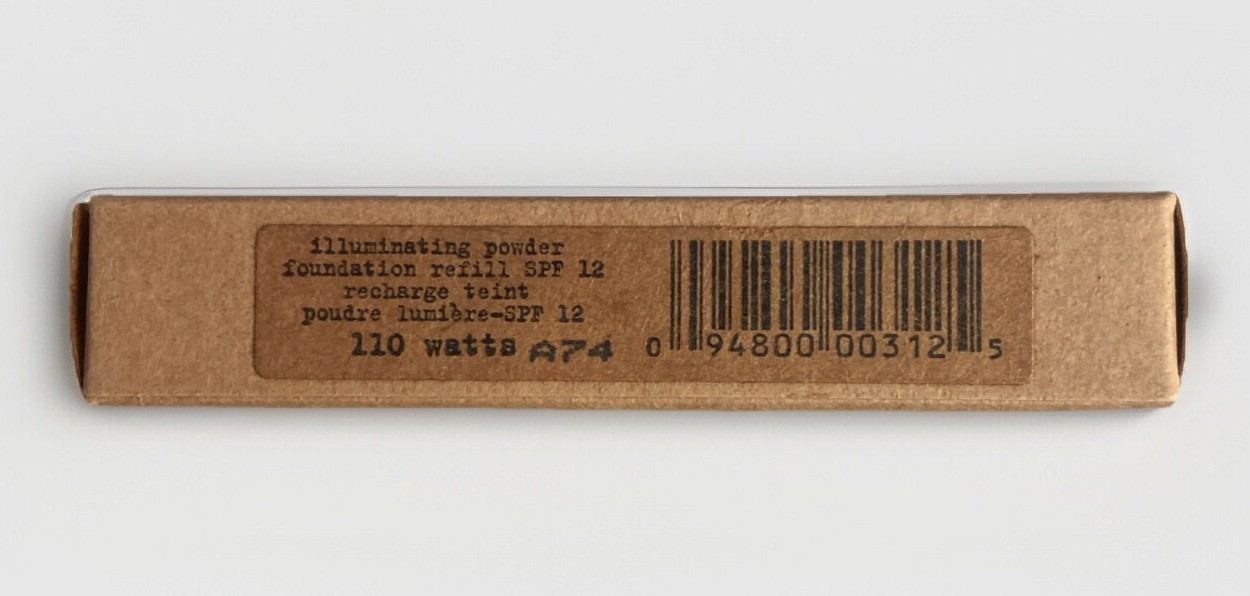 illuminating powder
foundation refill SPF 12
recharge teint
poudre lumière-SPF 12
110 watts A74
0 94800 00312 5